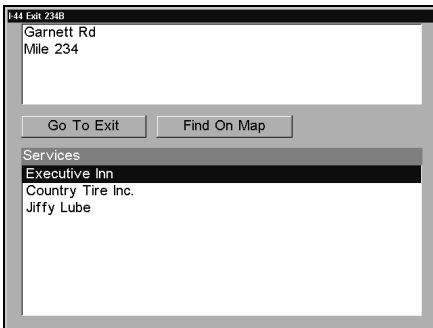 I-44 Exit 234B
Garnett Rd
Mile 234
Go To Exit
Find On Map
Services
Executive Inn
Country Tire Inc.
Jiffy Lube